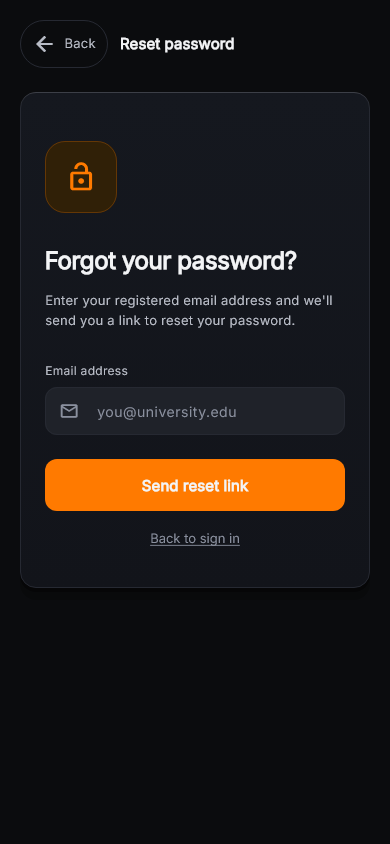 Back
Reset password
Forgot your password?
Enter your registered email address and we'll
send you a link to reset your password.
Email address
you@university.edu
Send reset link
Back to sign in